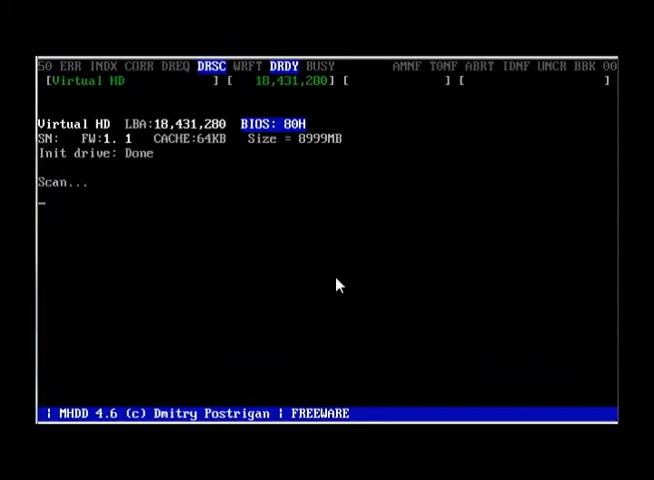 50 ERR INDX CORR DREQ DRSC WRFT DRDY BUSY AMNF T0NF ABRT IDNF UNCR BBK 00
[Virtual HD ] [ 18,431,280] [ ] [ ]
Virtual HD LBA:18,431,280 BIOS: 80H
SN: FW:1. 1 CACHE:64KB Size = 8999MB
Init drive: Done
Scan...
| MHDD 4.6 (c) Dmitry Postrigan | FREEWARE